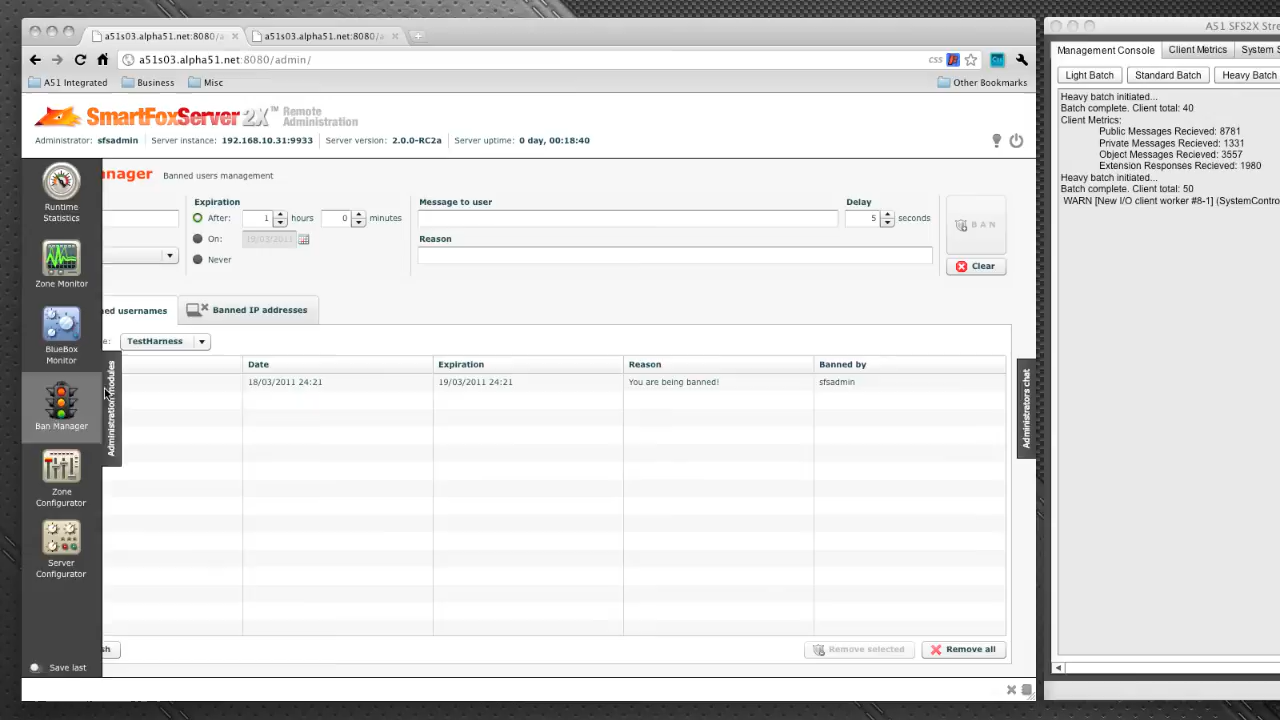 a51s03.alpha51.net:8080/a
a51s03.alpha51.net:8080/a
a51s03.alpha51.net:8080/admin/
css
A51 Integrated
Business
Misc
Other Bookmarks
SmartFoxServer 2X™ Remote Administration
Administrator: sfsadmin
Server instance: 192.168.10.31:9933
Server version: 2.0.0-RC2a
Server uptime: 0 day, 00:18:40
Runtime Statistics
Zone Monitor
BlueBox Monitor
Ban Manager
Zone Configurator
Server Configurator
Save last
Administration modules
anager
Banned users management
Expiration
After: 1 hours 0 minutes
On: 19/03/2011
Never
Message to user
Reason
Delay
5 seconds
BAN
Clear
ed usernames
Banned IP addresses
e: TestHarness
Date
Expiration
Reason
Banned by
18/03/2011 24:21
19/03/2011 24:21
You are being banned!
sfsadmin
sh
Remove selected
Remove all
Administrators chat
A51 SFS2X Stre
Management Console
Client Metrics
System S
Light Batch
Standard Batch
Heavy Batch
Heavy batch initiated...
Batch complete. Client total: 40
Client Metrics:
Public Messages Recieved: 8781
Private Messages Recieved: 1331
Object Messages Recieved: 3557
Extension Responses Recieved: 1980
Heavy batch initiated...
Batch complete. Client total: 50
WARN [New I/O client worker #8-1] (SystemContro